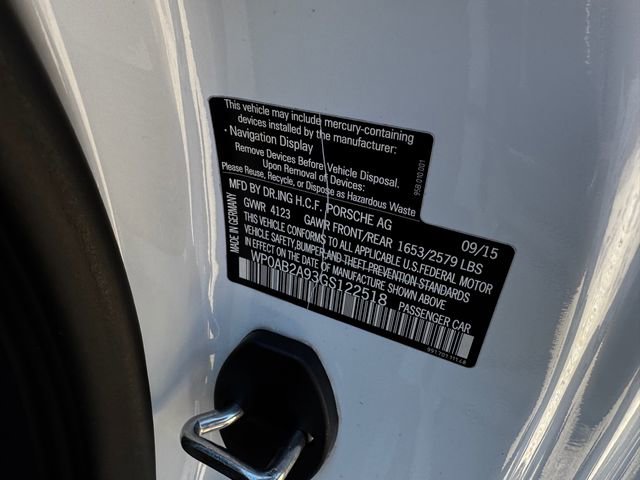 This vehicle may include mercury-containing
devices installed by the manufacturer:
· Navigation Display
Remove Devices Before Vehicle Disposal.
Upon Removal of Devices:
Please Reuse, Recycle, or Dispose as Hazardous Waste
958.010.021
MADE IN GERMANY
MFD BY DR.ING H.C.F. PORSCHE AG
09/15
GVWR 4123 GAWR FRONT/REAR 1653/2579 LBS
THIS VEHICLE CONFORMS TO ALL APPLICABLE U.S.FEDERAL MOTOR
VEHICLE SAFETY,BUMPER,AND THEFT PREVENTION STANDARDS
IN EFFECT ON THE DATE OF MANUFACTURE SHOWN ABOVE
WP0AB2A93GS122518
PASSENGER CAR